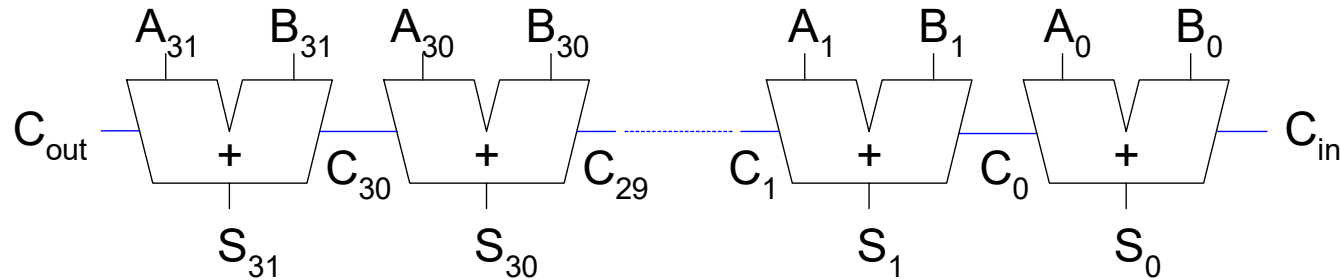 A31 B31 A30 B30 A1 B1 A0 B0
Cout + C30 + C29 C1 + C0 + Cin
S31 S30 S1 S0